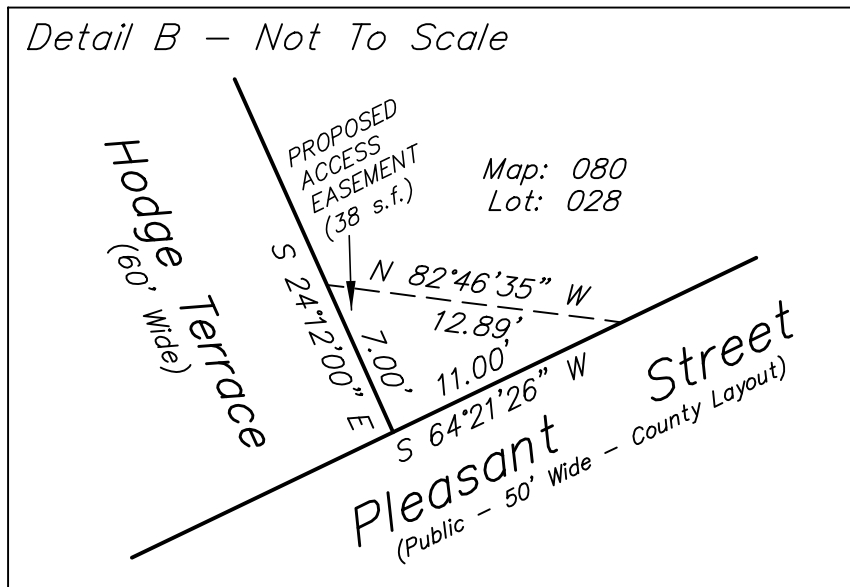 Detail B - Not To Scale
Hodge Terrace
(60' Wide)
PROPOSED
ACCESS
EASEMENT
(38 s.f.)
Map: 080
Lot: 028
S 24°12'00" E
7.00'
N 82°46'35" W
12.89'
11.00'
S 64°21'26" W
Pleasant Street
(Public - 50' Wide - County Layout)